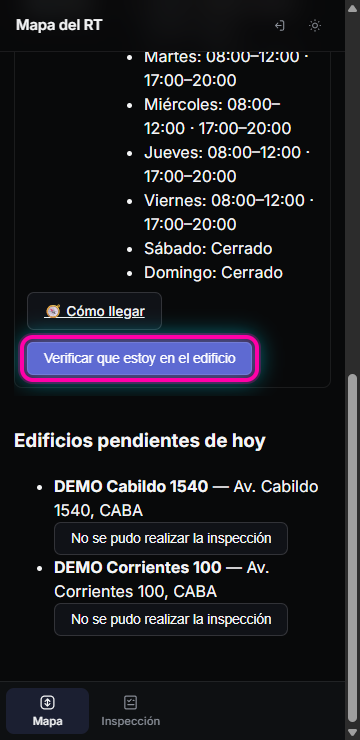 Mapa del RT
Martes: 08:00–12:00 ·
17:00–20:00
Miércoles: 08:00–
12:00 · 17:00–20:00
Jueves: 08:00–12:00 ·
17:00–20:00
Viernes: 08:00–12:00 ·
17:00–20:00
Sábado: Cerrado
Domingo: Cerrado
Cómo llegar
Verificar que estoy en el edificio
Edificios pendientes de hoy
DEMO Cabildo 1540 — Av. Cabildo
1540, CABA
No se pudo realizar la inspección
DEMO Corrientes 100 — Av.
Corrientes 100, CABA
No se pudo realizar la inspección
Mapa
Inspección